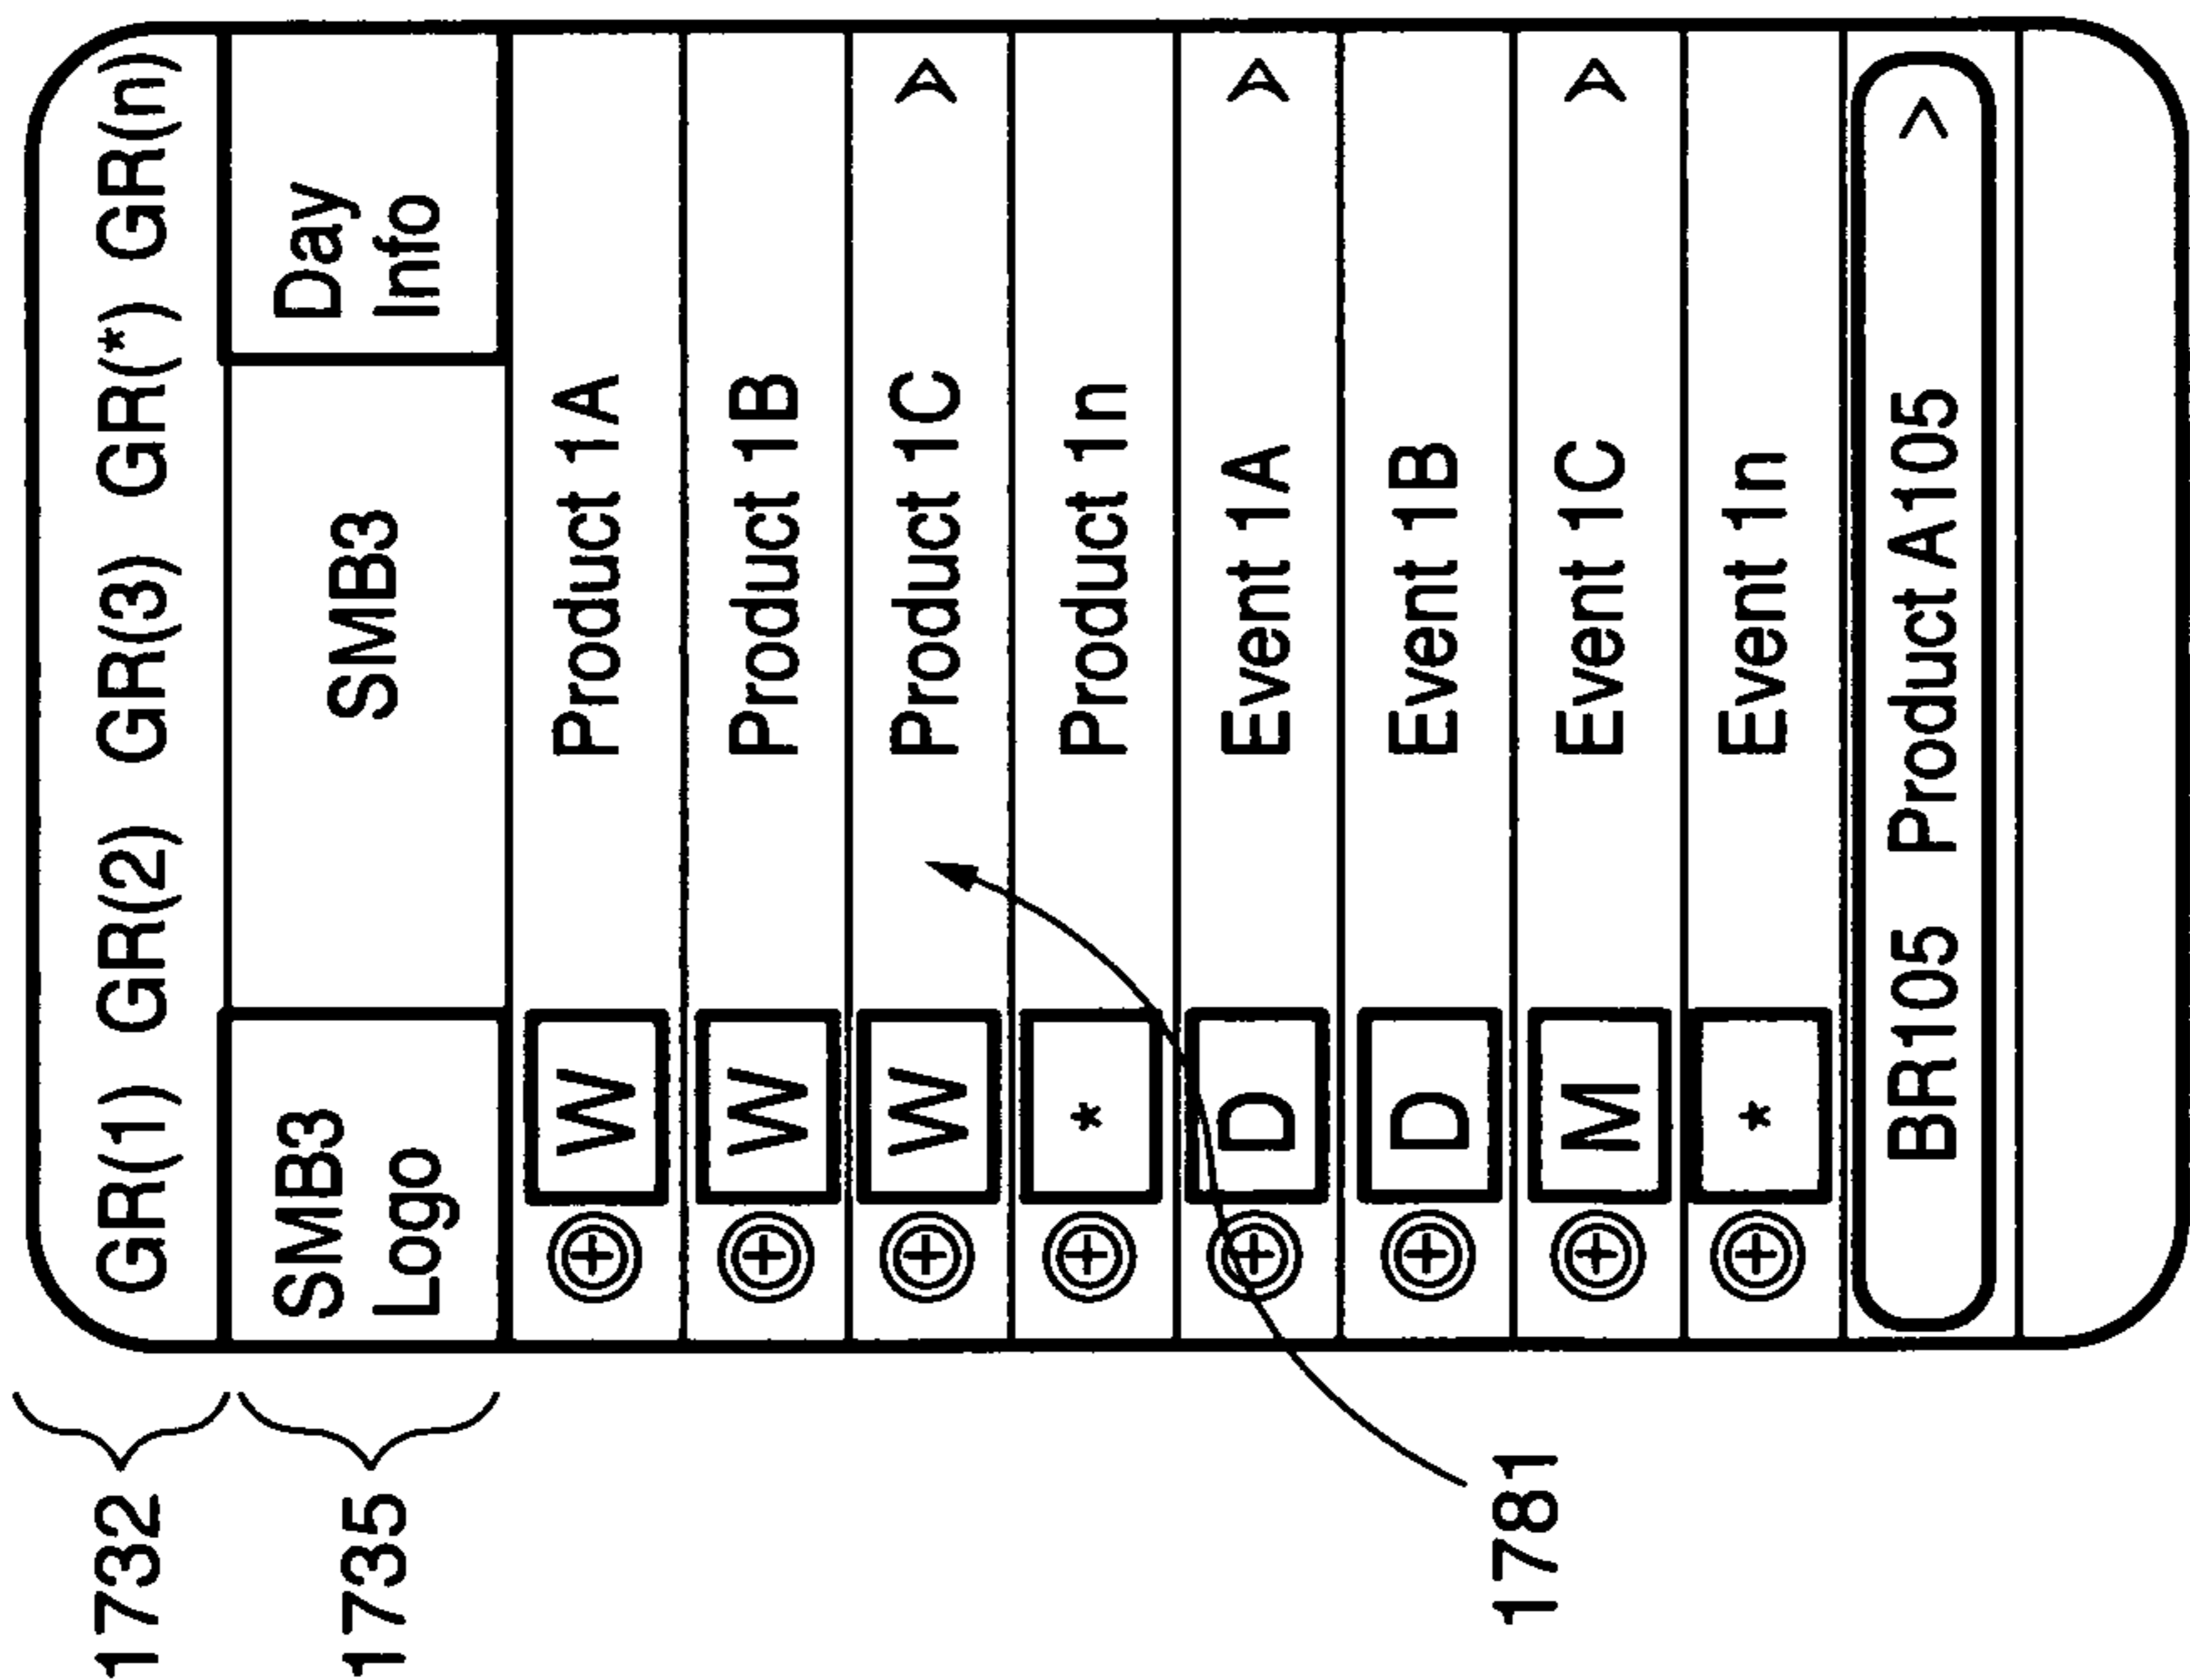 1732
GR(1) GR(2) GR(3) GR(*) GR(n)
1735
SMB3 Logo
SMB3
Day Info
W Product 1A
W Product 1B
W Product 1C >
* Product 1n
D Event 1A >
D Event 1B
M Event 1C >
* Event 1n
BR105 Product A105 >
1781